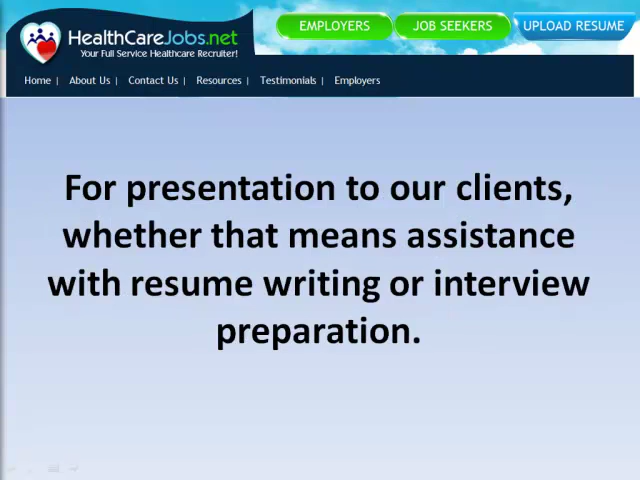 HealthCareJobs.net
Your Full Service Healthcare Recruiter!
EMPLOYERS
JOB SEEKERS
UPLOAD RESUME
Home | About Us | Contact Us | Resources | Testimonials | Employers
For presentation to our clients,
whether that means assistance
with resume writing or interview
preparation.